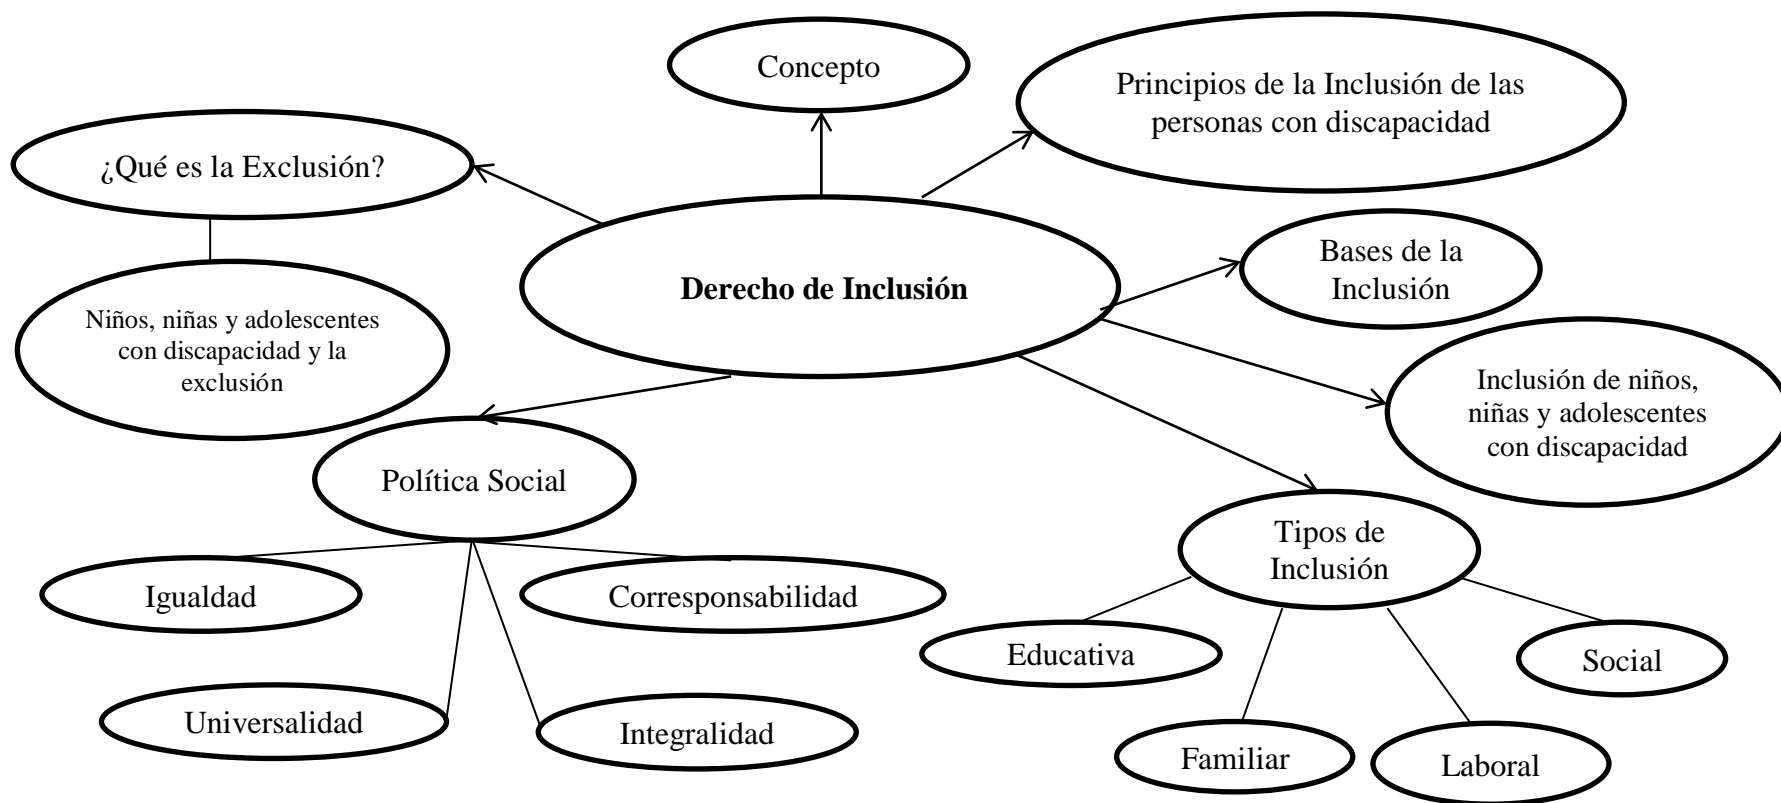 Concepto
Principios de la Inclusión de las
personas con discapacidad
¿Qué es la Exclusión?
Bases de la
Inclusión
Derecho de Inclusión
Niños, niñas y adolescentes
con discapacidad y la
exclusión
Inclusión de niños,
niñas y adolescentes
con discapacidad
Política Social
Tipos de
Inclusión
Igualdad
Corresponsabilidad
Educativa
Social
Universalidad
Integralidad
Familiar
Laboral